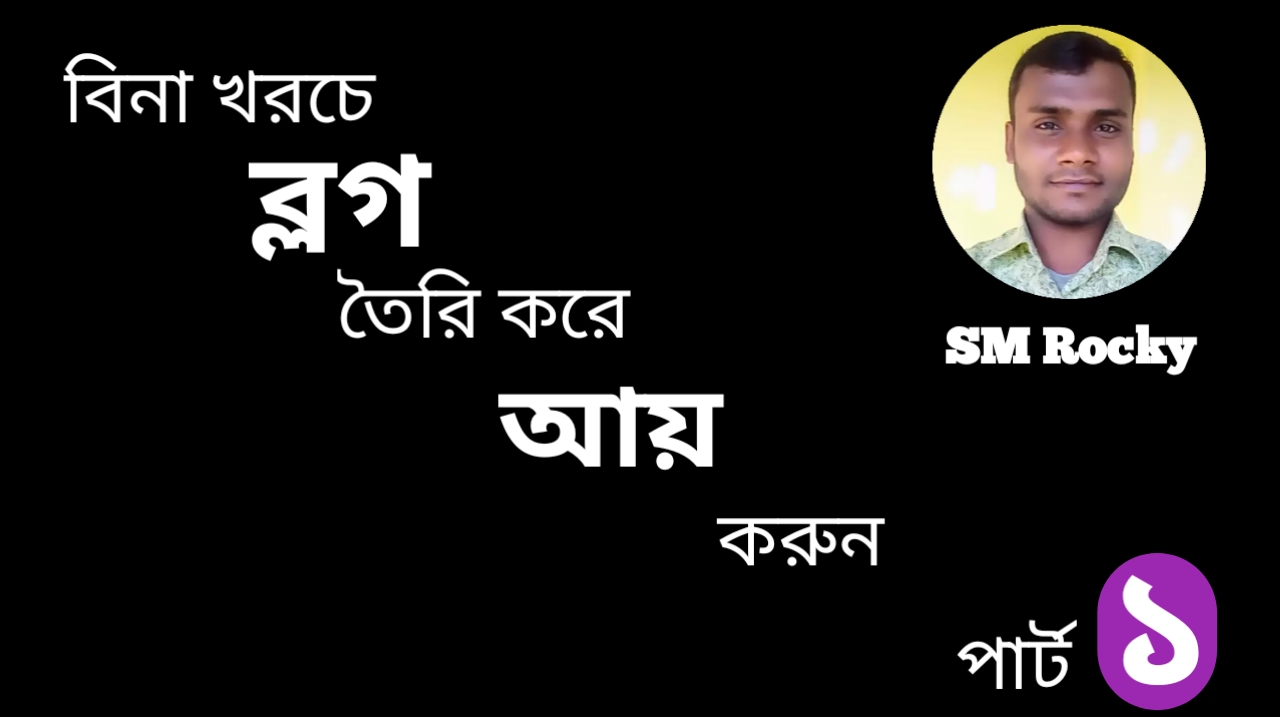 বিনা খরচে
ব্লগ
তৈরি করে
আয়
করুন
SM Rocky
পার্ট ১